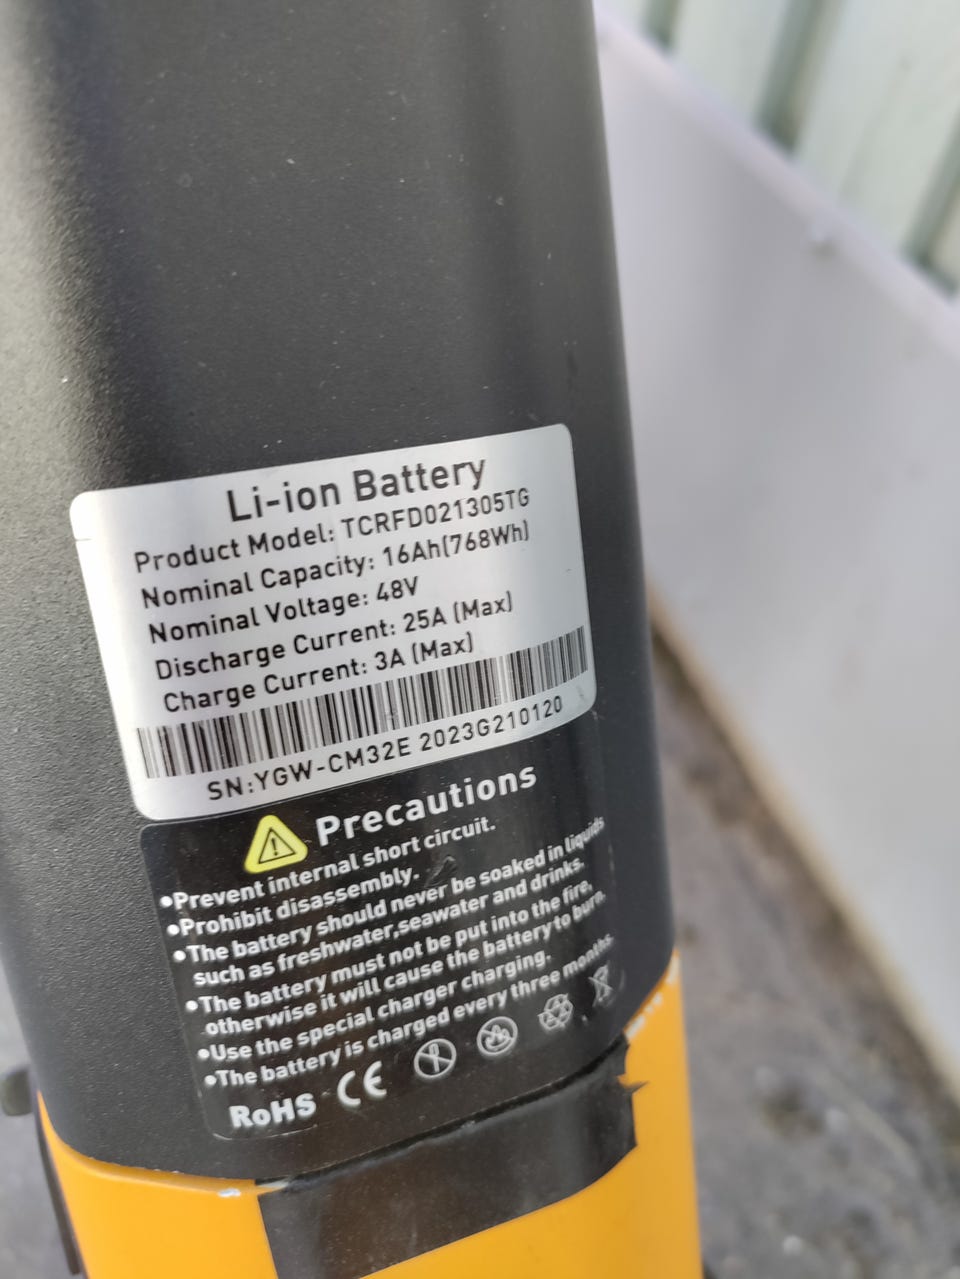 Li-ion Battery
Product Model: TCRFD021305TG
Nominal Capacity: 16Ah(768Wh)
Nominal Voltage: 48V
Discharge Current: 25A (Max)
Charge Current: 3A (Max)
SN:YGW-CM32E 2023G210120
Precautions
•Prevent internal short circuit.
•Prohibit disassembly.
•The battery should never be soaked in liquids
such as freshwater,seawater and drinks.
•The battery must not be put into the fire,
otherwise it will cause the battery to burn.
•Use the special charger charging.
•The battery is charged every three months.
RoHS CE